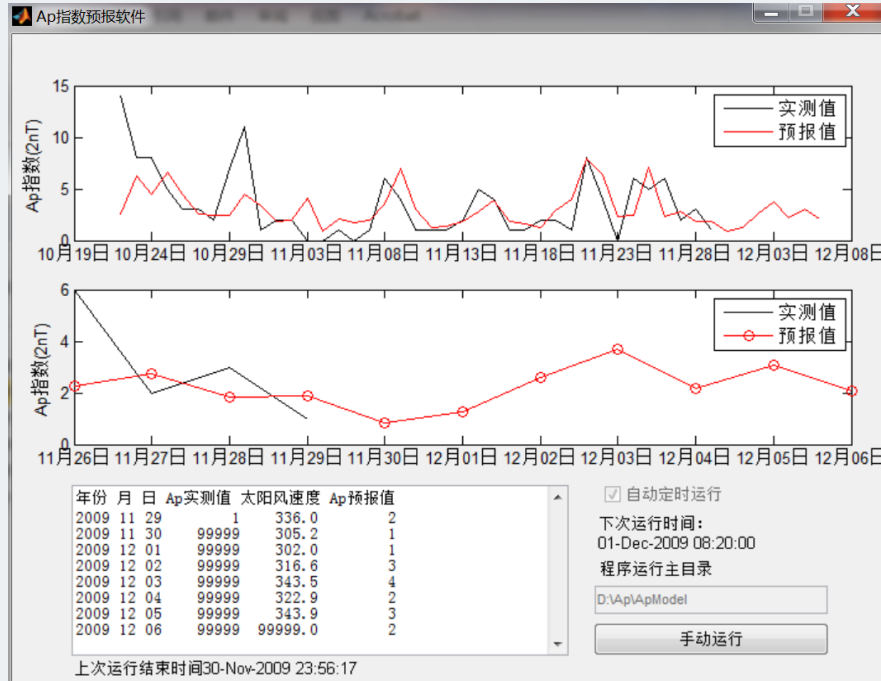 Ap指数预报软件
15
10
5
0
Ap指数(2nT)
实测值
预报值
10月19日 10月24日 10月29日 11月03日 11月08日 11月13日 11月18日 11月23日 11月28日 12月03日 12月08日
6
4
2
0
Ap指数(2nT)
实测值
预报值
11月26日 11月27日 11月28日 11月29日 11月30日 12月01日 12月02日 12月03日 12月04日 12月05日 12月06日
年份 月 日 Ap实测值 太阳风速度 Ap预报值
2009 11 29 1 336.0 2
2009 11 30 99999 305.2 1
2009 12 01 99999 302.0 1
2009 12 02 99999 316.6 3
2009 12 03 99999 343.5 4
2009 12 04 99999 322.9 2
2009 12 05 99999 343.9 3
2009 12 06 99999 99999.0 2
上次运行结束时间30-Nov-2009 23:56:17
自动定时运行
下次运行时间：
01-Dec-2009 08:20:00
程序运行主目录
D:\Ap\ApModel
手动运行